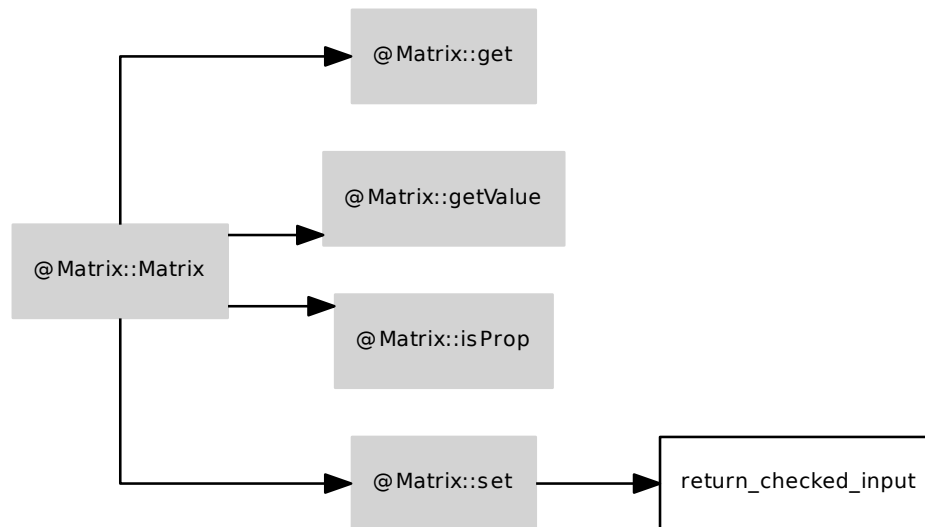 @Matrix::get
@Matrix::getValue
@Matrix::Matrix
@Matrix::isProp
@Matrix::set
return_checked_input